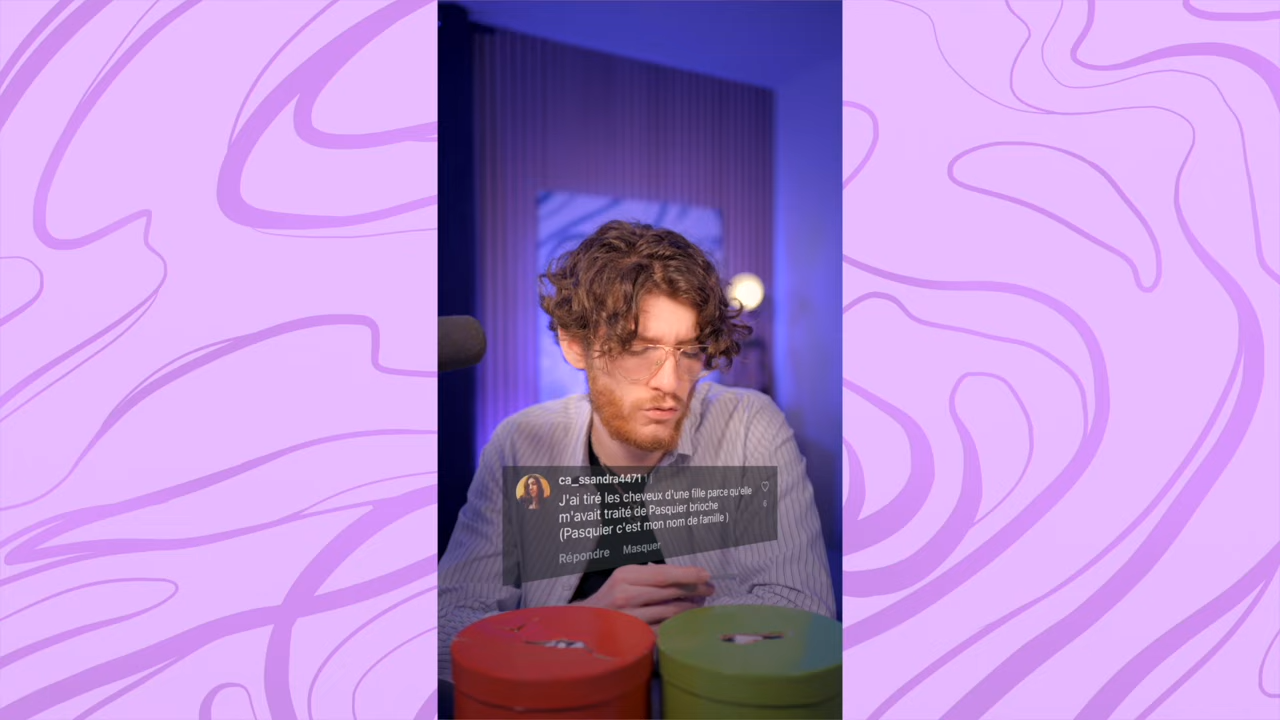 ca_ssandra4471
J'ai tiré les cheveux d'une fille parce qu'elle
m'avait traité de Pasquier brioche
(Pasquier c'est mon nom de famille )
6
Répondre Masquer